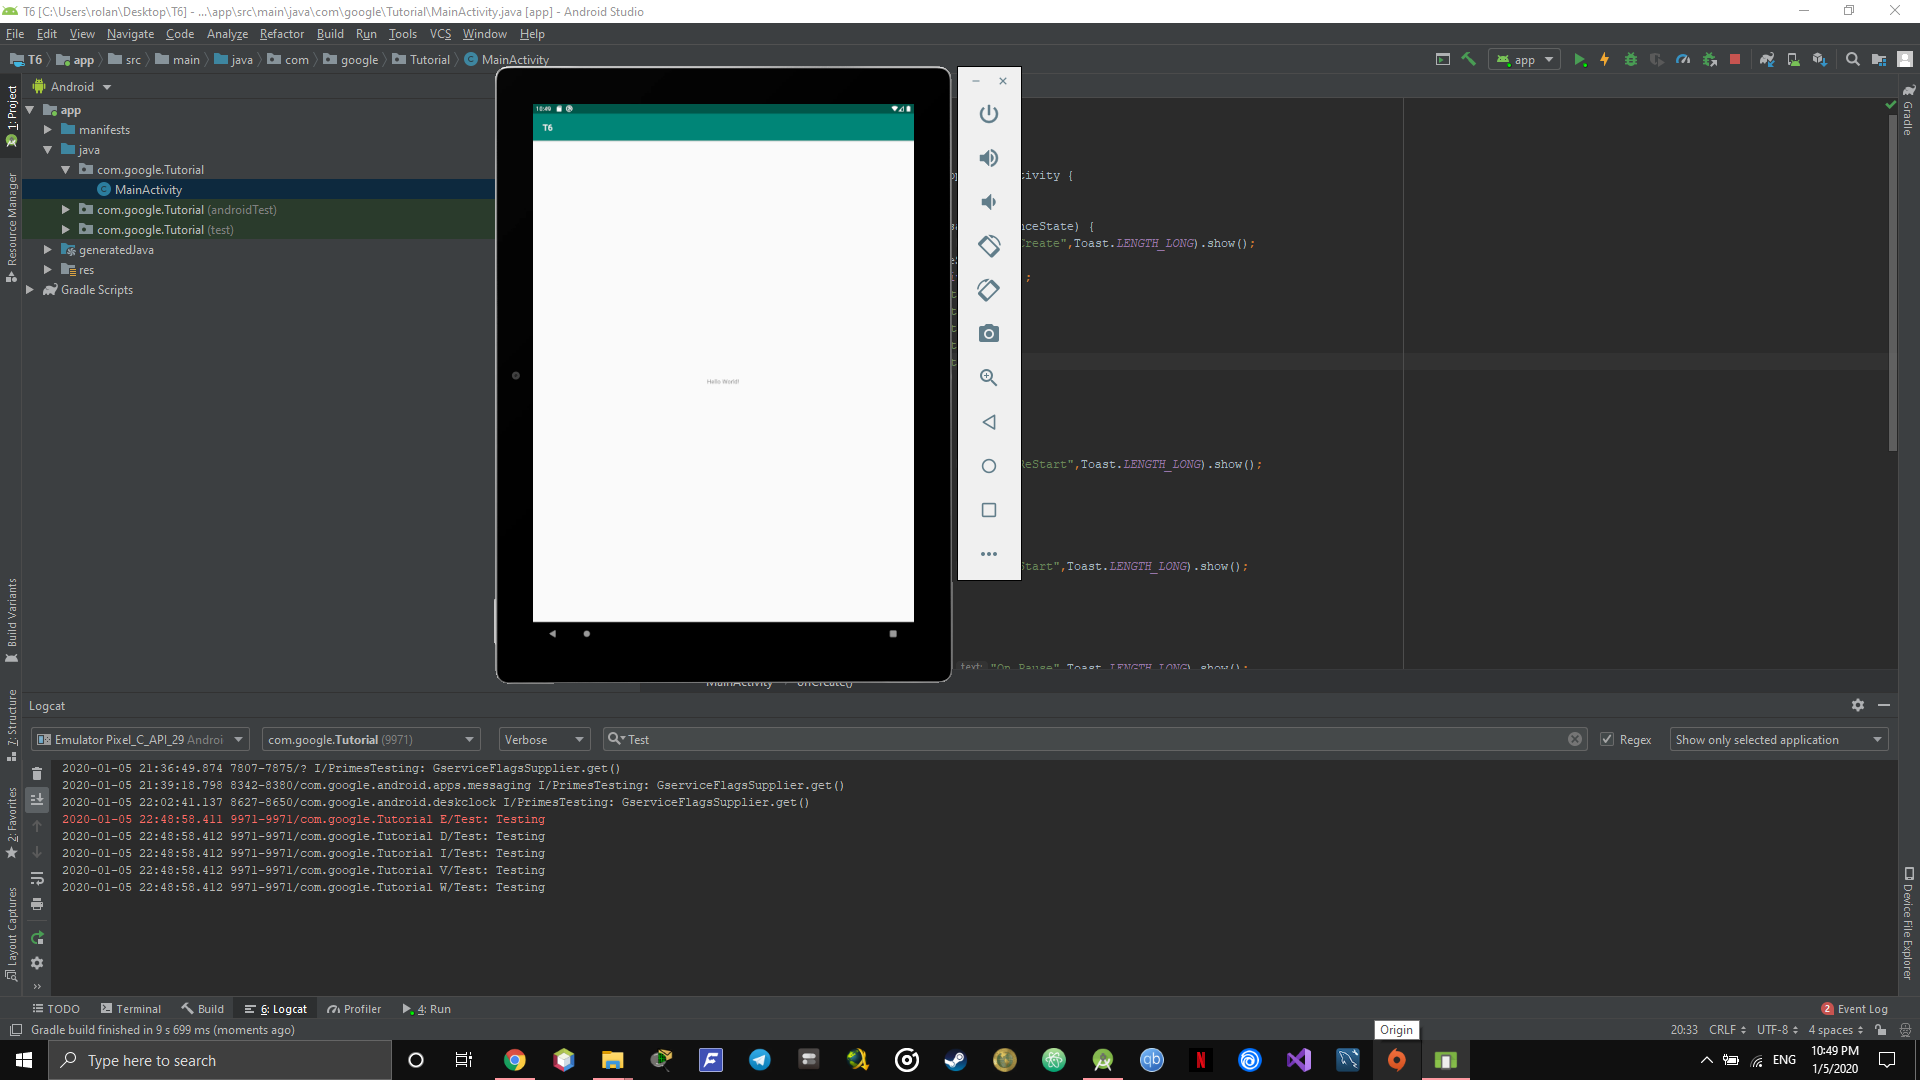 T6 [C:\Users\rolan\Desktop\T6] - ...\app\src\main\java\com\google\Tutorial\MainActivity.java [app] - Android Studio
File Edit View Navigate Code Analyze Refactor Build Run Tools VCS Window Help
T6 app src main java com google Tutorial MainActivity
app
Android
1: Project
Resource Manager
Build Variants
7: Structure
2: Favorites
Layout Captures
app
manifests
java
com.google.Tutorial
MainActivity
com.google.Tutorial (androidTest)
com.google.Tutorial (test)
generatedJava
res
Gradle Scripts
10:49
T6
Hello World!
tivity {
nceState) {
Create",Toast.LENGTH_LONG).show();
;
ReStart",Toast.LENGTH_LONG).show();
Start",Toast.LENGTH_LONG).show();
text: "On Pause",Toast.LENGTH_LONG).show();
MainActivity onCreate()
Gradle
Device File Explorer
Logcat
Emulator Pixel_C_API_29 Androi com.google.Tutorial (9971) Verbose Test Regex Show only selected application
2020-01-05 21:36:49.874 7807-7875/? I/PrimesTesting: GserviceFlagsSupplier.get()
2020-01-05 21:39:18.798 8342-8380/com.google.android.apps.messaging I/PrimesTesting: GserviceFlagsSupplier.get()
2020-01-05 22:02:41.137 8627-8650/com.google.android.deskclock I/PrimesTesting: GserviceFlagsSupplier.get()
2020-01-05 22:48:58.411 9971-9971/com.google.Tutorial E/Test: Testing
2020-01-05 22:48:58.412 9971-9971/com.google.Tutorial D/Test: Testing
2020-01-05 22:48:58.412 9971-9971/com.google.Tutorial I/Test: Testing
2020-01-05 22:48:58.412 9971-9971/com.google.Tutorial V/Test: Testing
2020-01-05 22:48:58.412 9971-9971/com.google.Tutorial W/Test: Testing
TODO Terminal Build 6: Logcat Profiler 4: Run 2 Event Log
Gradle build finished in 9 s 699 ms (moments ago) 20:33 CRLF UTF-8 4 spaces
Origin
Type here to search
ENG
10:49 PM
1/5/2020